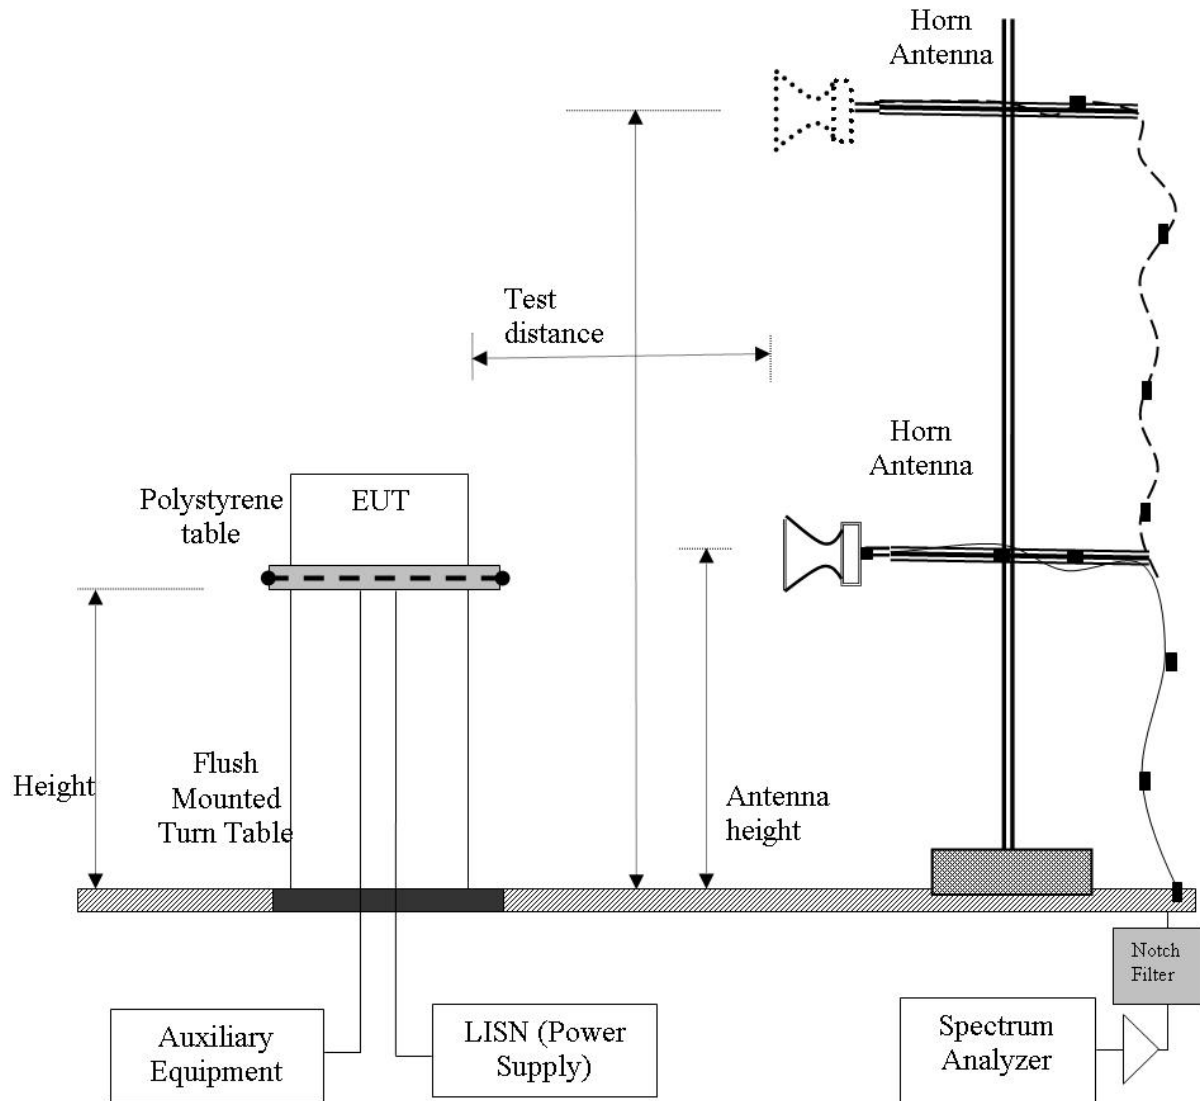 Horn
Antenna
Test
distance
Horn
Antenna
Polystyrene
table
EUT
Height
Flush
Mounted
Turn Table
Antenna
height
Notch
Filter
Auxiliary
Equipment
LISN (Power
Supply)
Spectrum
Analyzer